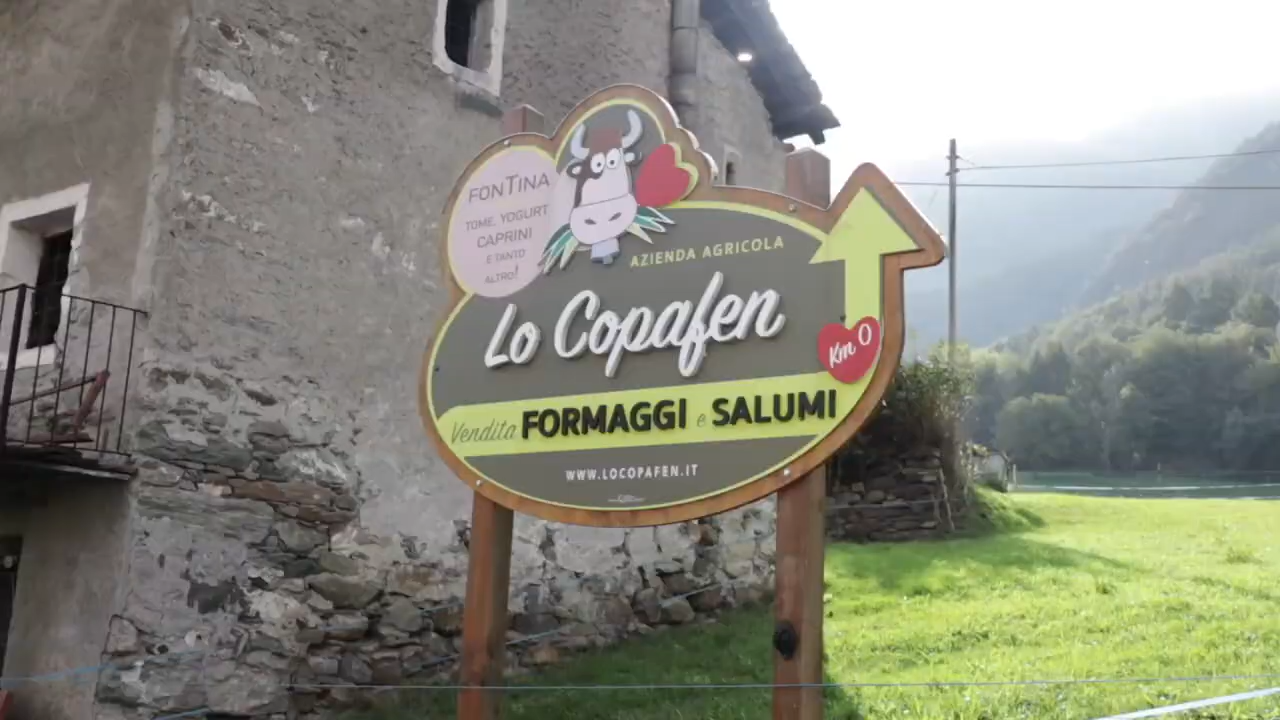 FONTINA
TOME, YOGURT
CAPRINI
E TANTO
ALTRO!
AZIENDA AGRICOLA
Lo Copafen
Km 0
Vendita FORMAGGI e SALUMI
WWW.LOCOPAFEN.IT